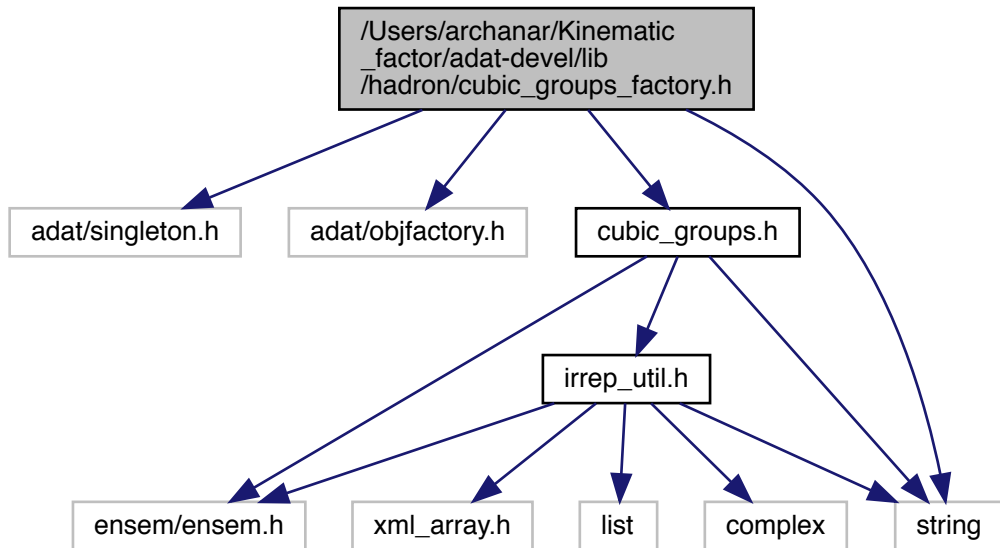 /Users/archanar/Kinematic
_factor/adat-devel/lib
/hadron/cubic_groups_factory.h
adat/singleton.h
adat/objfactory.h
cubic_groups.h
irrep_util.h
ensem/ensem.h
xml_array.h
list
complex
string